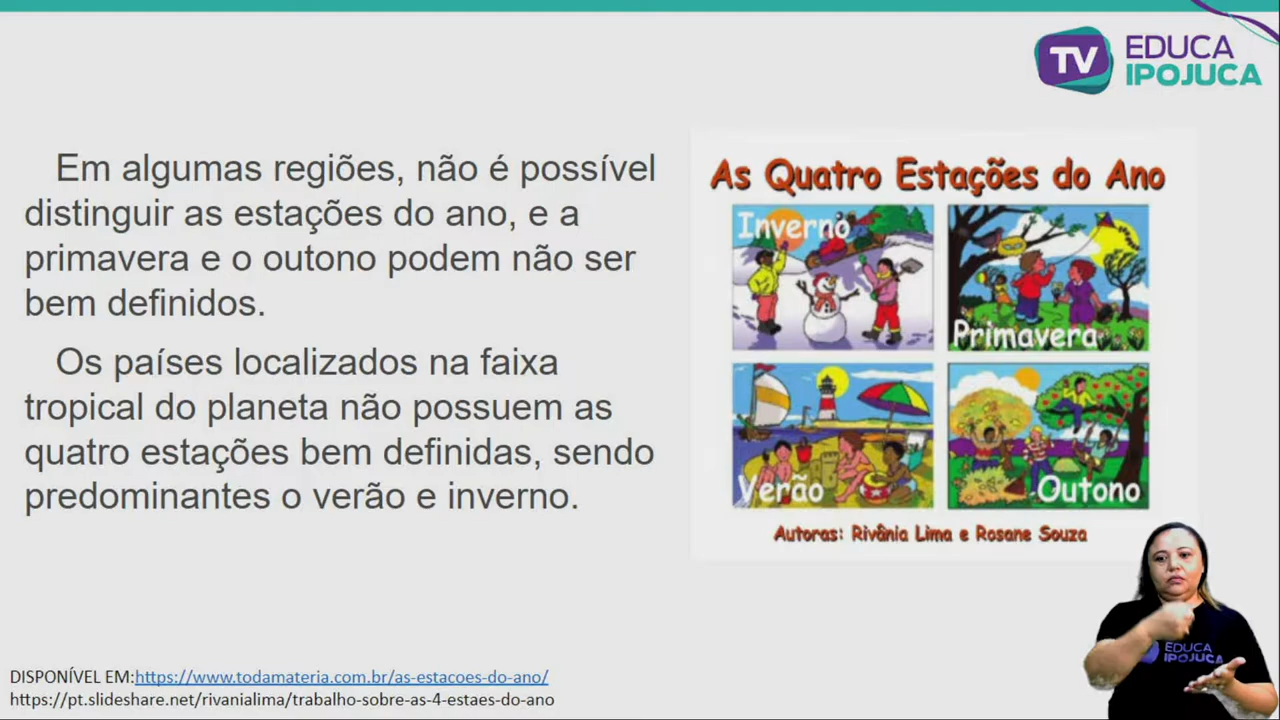 TV EDUCA
IPOJUCA
Em algumas regiões, não é possível
distinguir as estações do ano, e a
primavera e o outono podem não ser
bem definidos.
Os países localizados na faixa
tropical do planeta não possuem as
quatro estações bem definidas, sendo
predominantes o verão e inverno.
As Quatro Estações do Ano
Inverno
Primavera
Verão
Outono
Autoras: Rivânia Lima e Rosane Souza
EDUCA
IPOJUCA
DISPONÍVEL EM:https://www.todamateria.com.br/as-estacoes-do-ano/
https://pt.slideshare.net/rivanialima/trabalho-sobre-as-4-estaes-do-ano